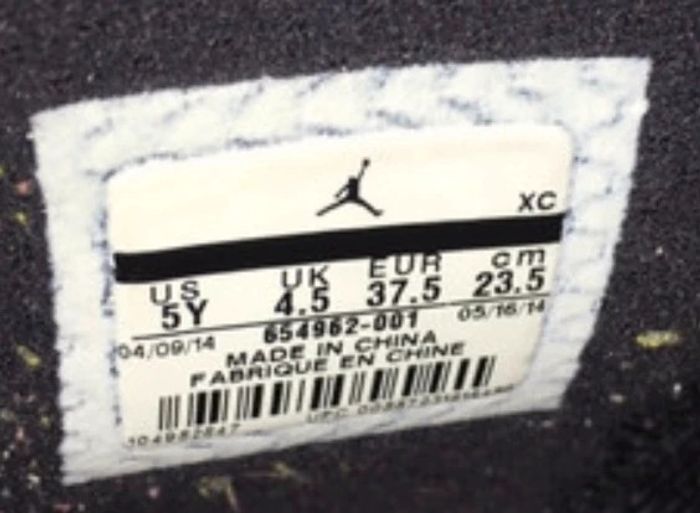 XC
US UK EUR cm
5Y 4.5 37.5 23.5
04/09/14 654962-001 05/16/14
MADE IN CHINA
FABRIQUE EN CHINE
UPC